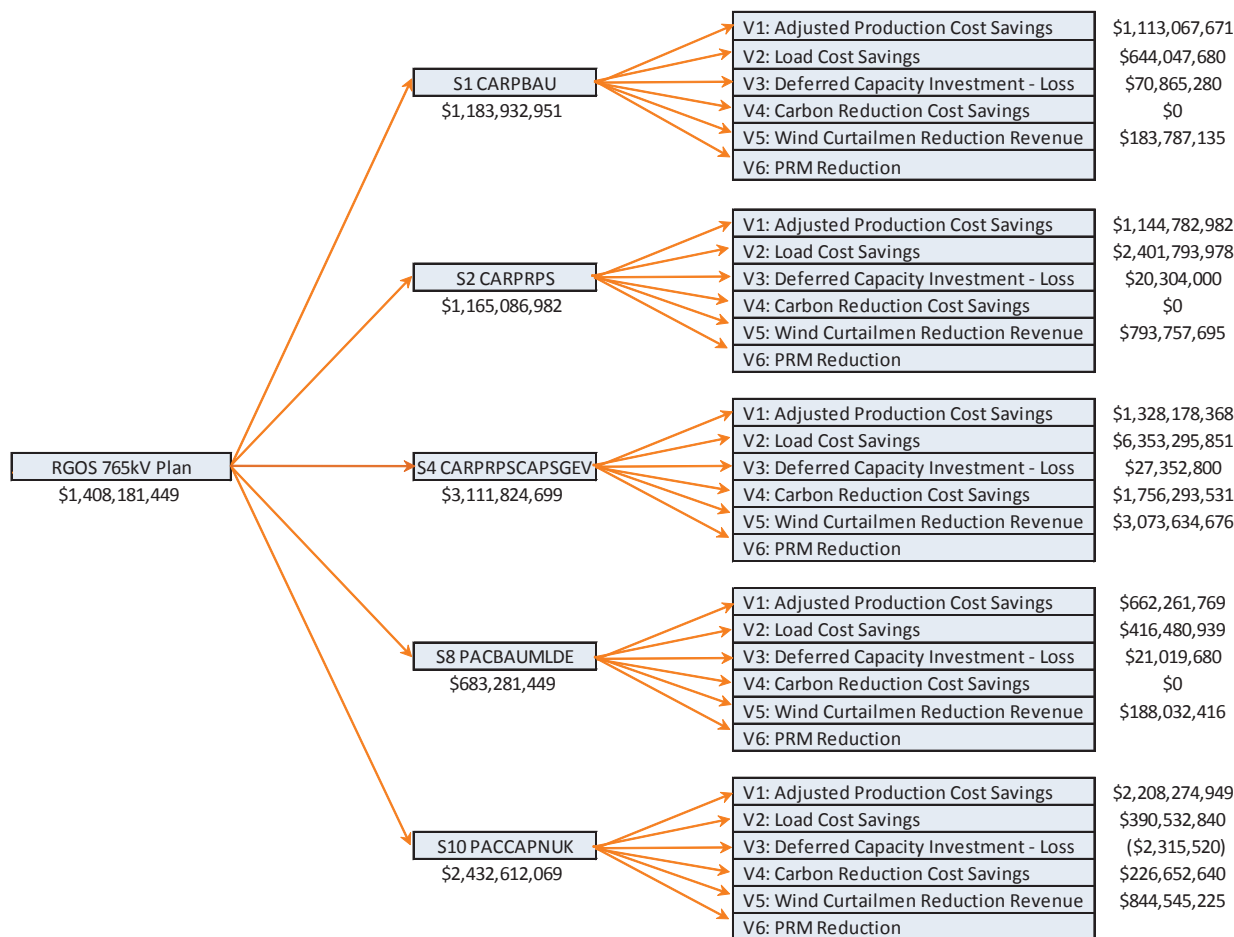 RGOS 765kV Plan
$1,408,181,449
S1 CARPBAU
$1,183,932,951
V1: Adjusted Production Cost Savings $1,113,067,671
V2: Load Cost Savings $644,047,680
V3: Deferred Capacity Investment - Loss $70,865,280
V4: Carbon Reduction Cost Savings $0
V5: Wind Curtailmen Reduction Revenue $183,787,135
V6: PRM Reduction
S2 CARPRPS
$1,165,086,982
V1: Adjusted Production Cost Savings $1,144,782,982
V2: Load Cost Savings $2,401,793,978
V3: Deferred Capacity Investment - Loss $20,304,000
V4: Carbon Reduction Cost Savings $0
V5: Wind Curtailmen Reduction Revenue $793,757,695
V6: PRM Reduction
S4 CARPRPSCAPSGEV
$3,111,824,699
V1: Adjusted Production Cost Savings $1,328,178,368
V2: Load Cost Savings $6,353,295,851
V3: Deferred Capacity Investment - Loss $27,352,800
V4: Carbon Reduction Cost Savings $1,756,293,531
V5: Wind Curtailmen Reduction Revenue $3,073,634,676
V6: PRM Reduction
S8 PACBAUMLDE
$683,281,449
V1: Adjusted Production Cost Savings $662,261,769
V2: Load Cost Savings $416,480,939
V3: Deferred Capacity Investment - Loss $21,019,680
V4: Carbon Reduction Cost Savings $0
V5: Wind Curtailmen Reduction Revenue $188,032,416
V6: PRM Reduction
S10 PACCAPNUK
$2,432,612,069
V1: Adjusted Production Cost Savings $2,208,274,949
V2: Load Cost Savings $390,532,840
V3: Deferred Capacity Investment - Loss ($2,315,520)
V4: Carbon Reduction Cost Savings $226,652,640
V5: Wind Curtailmen Reduction Revenue $844,545,225
V6: PRM Reduction